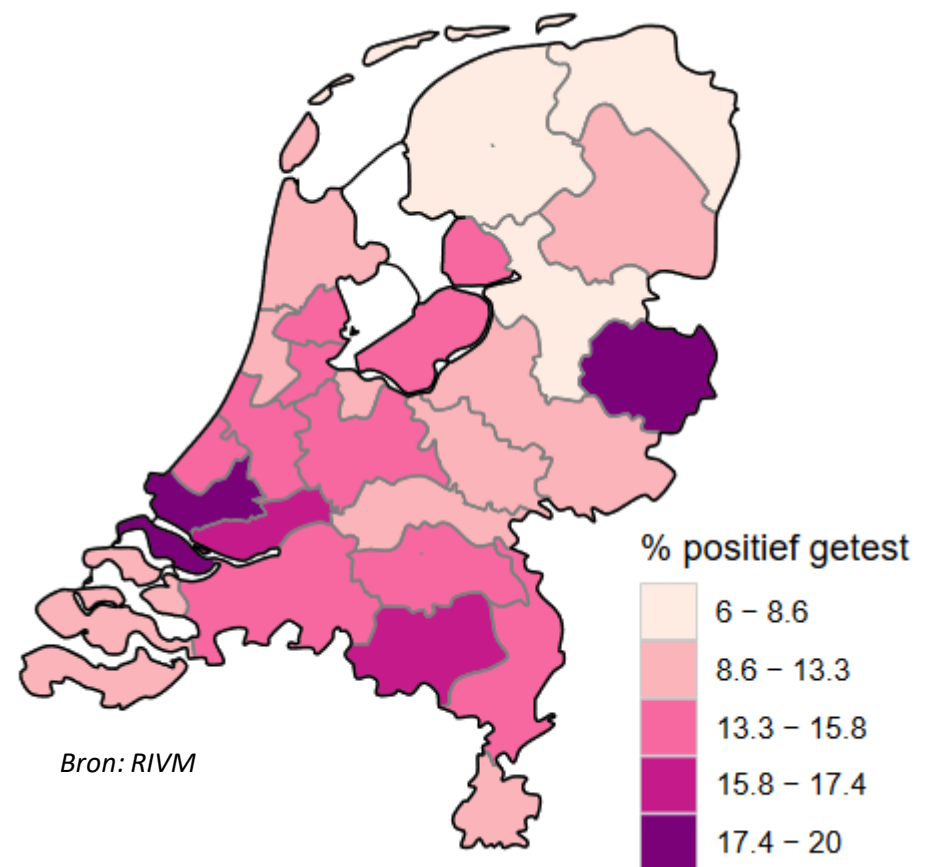 % positief getest
6 − 8.6
8.6 − 13.3
13.3 − 15.8
15.8 − 17.4
17.4 − 20
Bron: RIVM